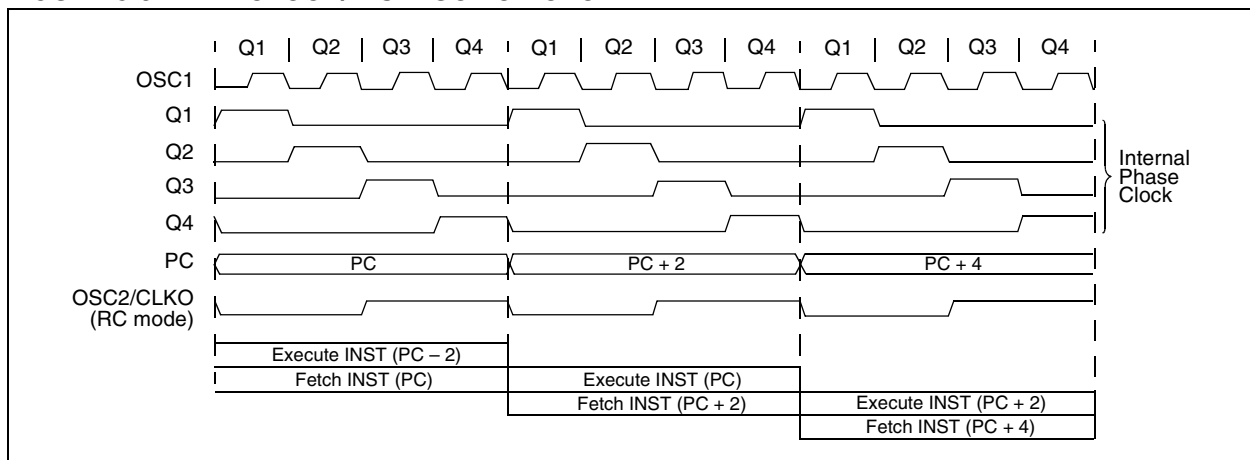 Q1 | Q2 | Q3 | Q4 | Q1 | Q2 | Q3 | Q4 | Q1 | Q2 | Q3 | Q4
OSC1
Q1
Q2
Q3
Q4
Internal
Phase
Clock
PC
PC
PC + 2
PC + 4
OSC2/CLKO
(RC mode)
Execute INST (PC – 2)
Fetch INST (PC)
Execute INST (PC)
Fetch INST (PC + 2)
Execute INST (PC + 2)
Fetch INST (PC + 4)